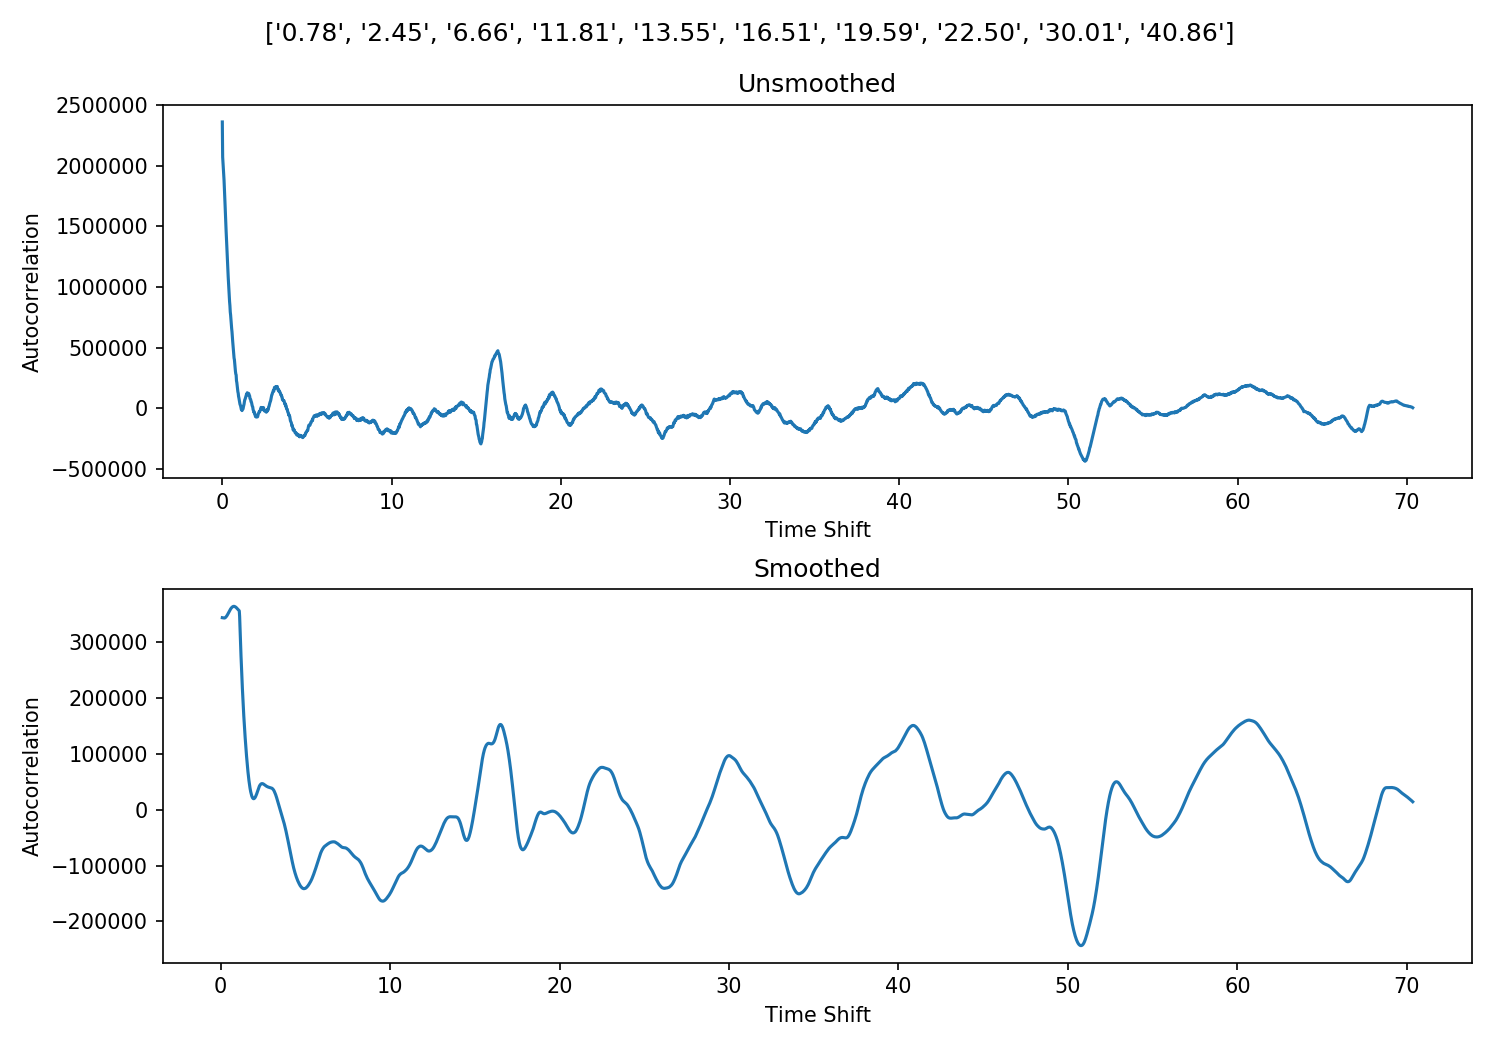 ['0.78', '2.45', '6.66', '11.81', '13.55', '16.51', '19.59', '22.50', '30.01', '40.86']
Unsmoothed
2500000
2000000
1500000
1000000
500000
0
−500000
Autocorrelation
0 10 20 30 40 50 60 70
Time Shift
Smoothed
300000
200000
100000
0
−100000
−200000
Autocorrelation
0 10 20 30 40 50 60 70
Time Shift